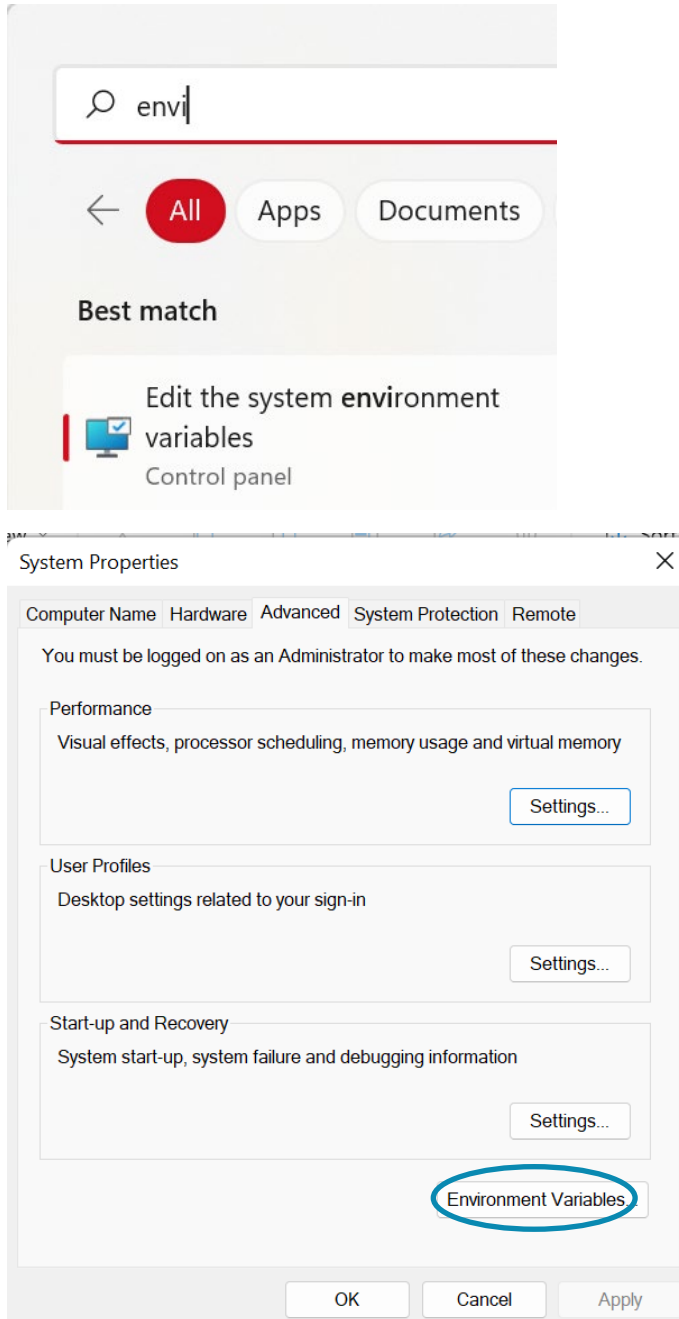 envi
All Apps Documents
Best match
Edit the system environment
variables
Control panel
System Properties
Computer Name Hardware Advanced System Protection Remote
You must be logged on as an Administrator to make most of these changes.
Performance
Visual effects, processor scheduling, memory usage and virtual memory
Settings...
User Profiles
Desktop settings related to your sign-in
Settings...
Start-up and Recovery
System start-up, system failure and debugging information
Settings...
Environment Variables...
OK Cancel Apply